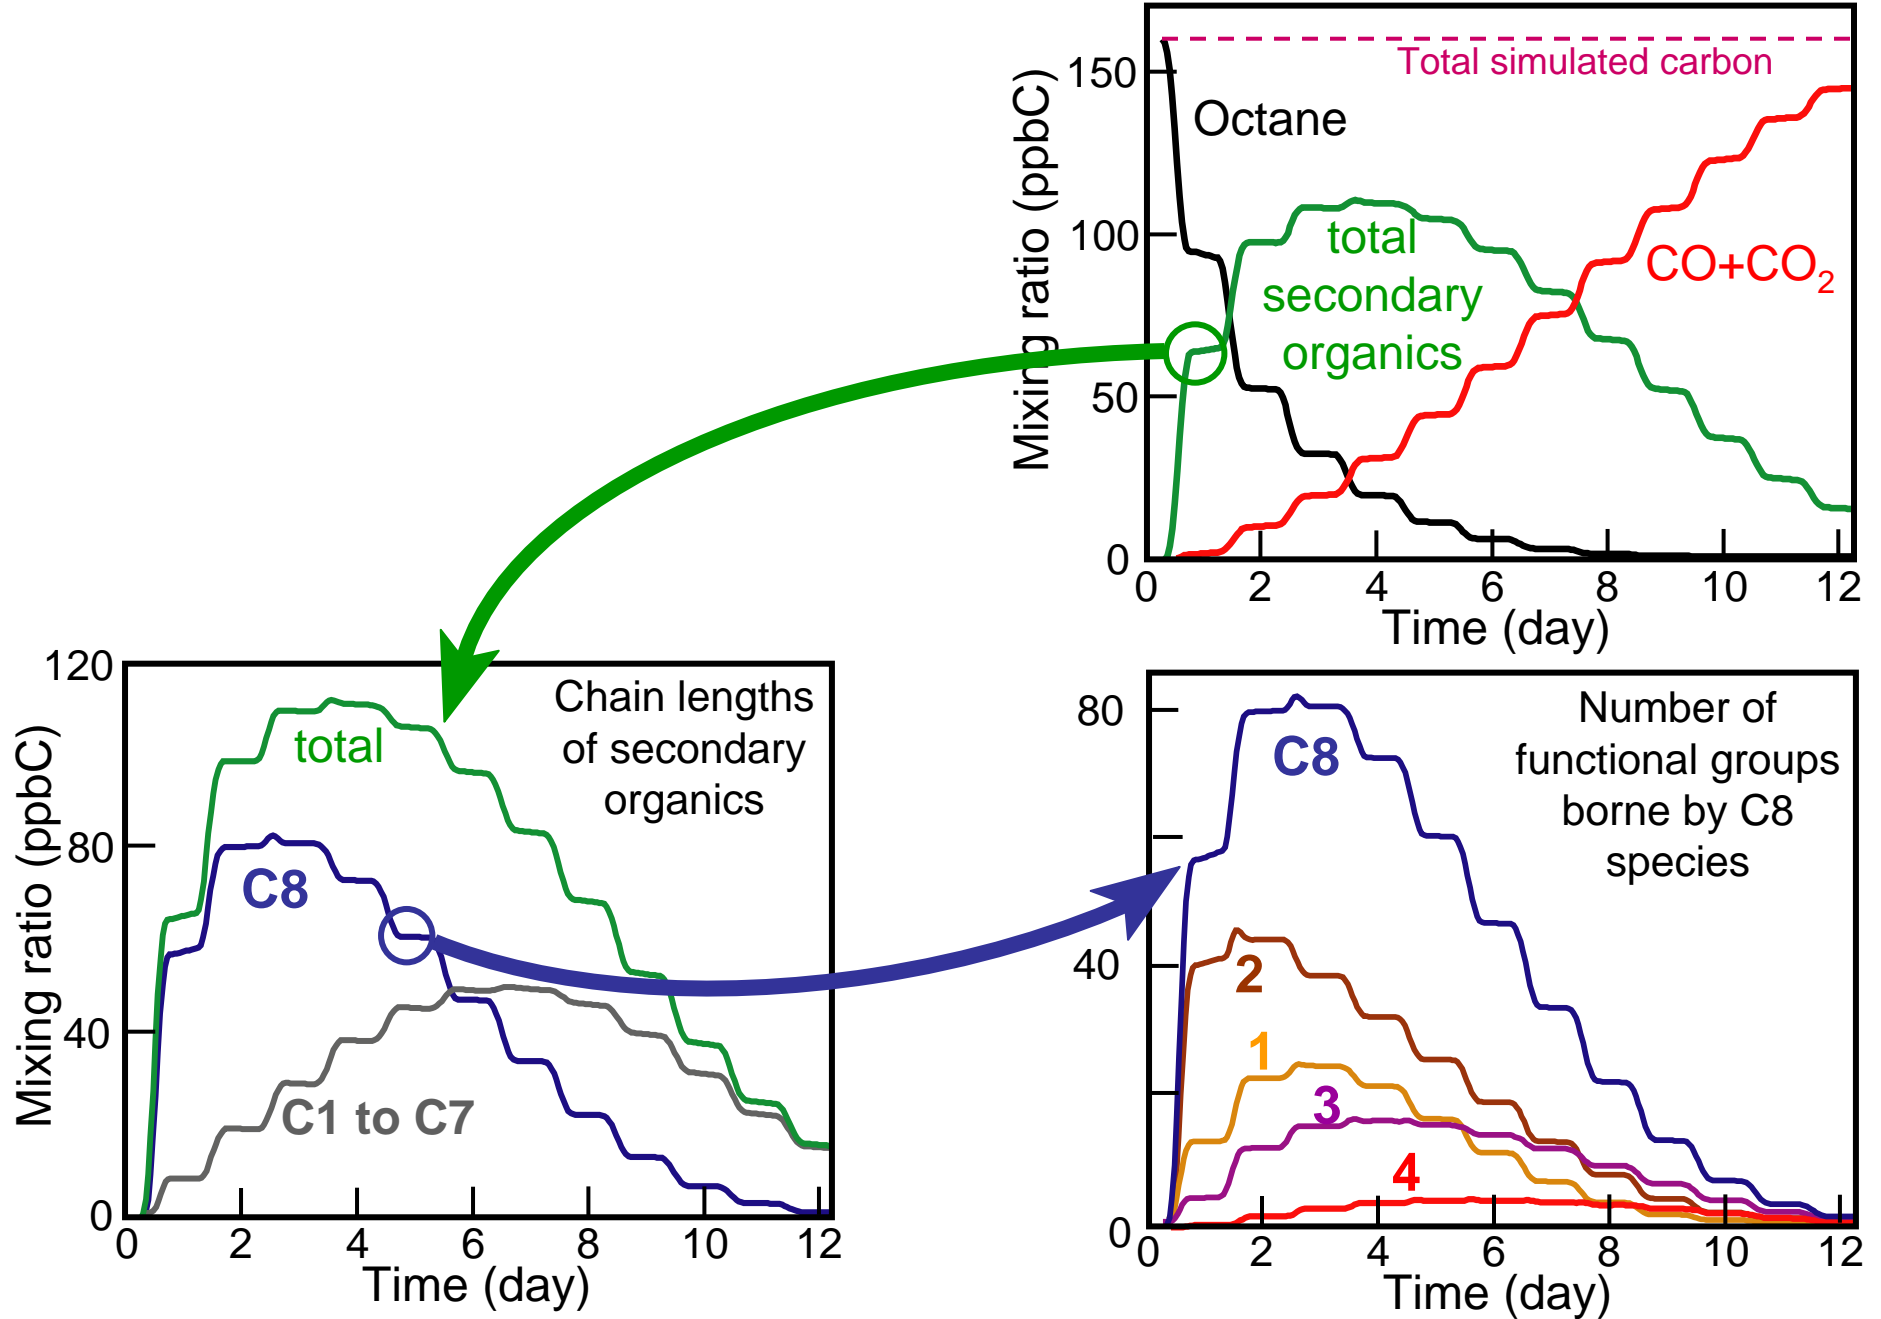 Mixing ratio (ppbC)
150
100
50
0
Total simulated carbon
Octane
total
secondary
organics
CO+CO2
0 2 4 6 8 10 12
Time (day)
Mixing ratio (ppbC)
120
80
40
0
Chain lengths
of secondary
organics
total
C8
C1 to C7
0 2 4 6 8 10 12
Time (day)
80
40
0
Number of
functional groups
borne by C8
species
C8
2
1
3
4
0 2 4 6 8 10 12
Time (day)